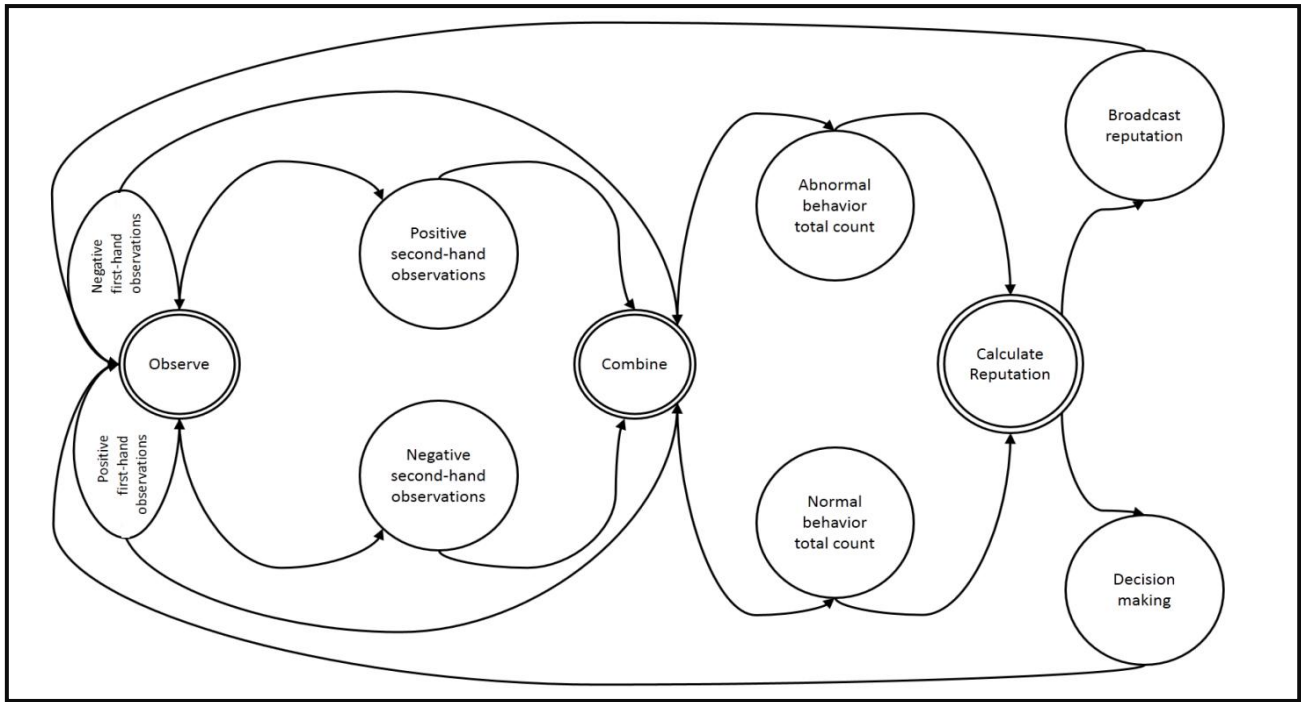 Negative
first-hand
observations
Observe
Positive
first-hand
observations
Positive
second-hand
observations
Negative
second-hand
observations
Combine
Abnormal
behavior
total count
Normal
behavior
total count
Calculate
Reputation
Broadcast
reputation
Decision
making